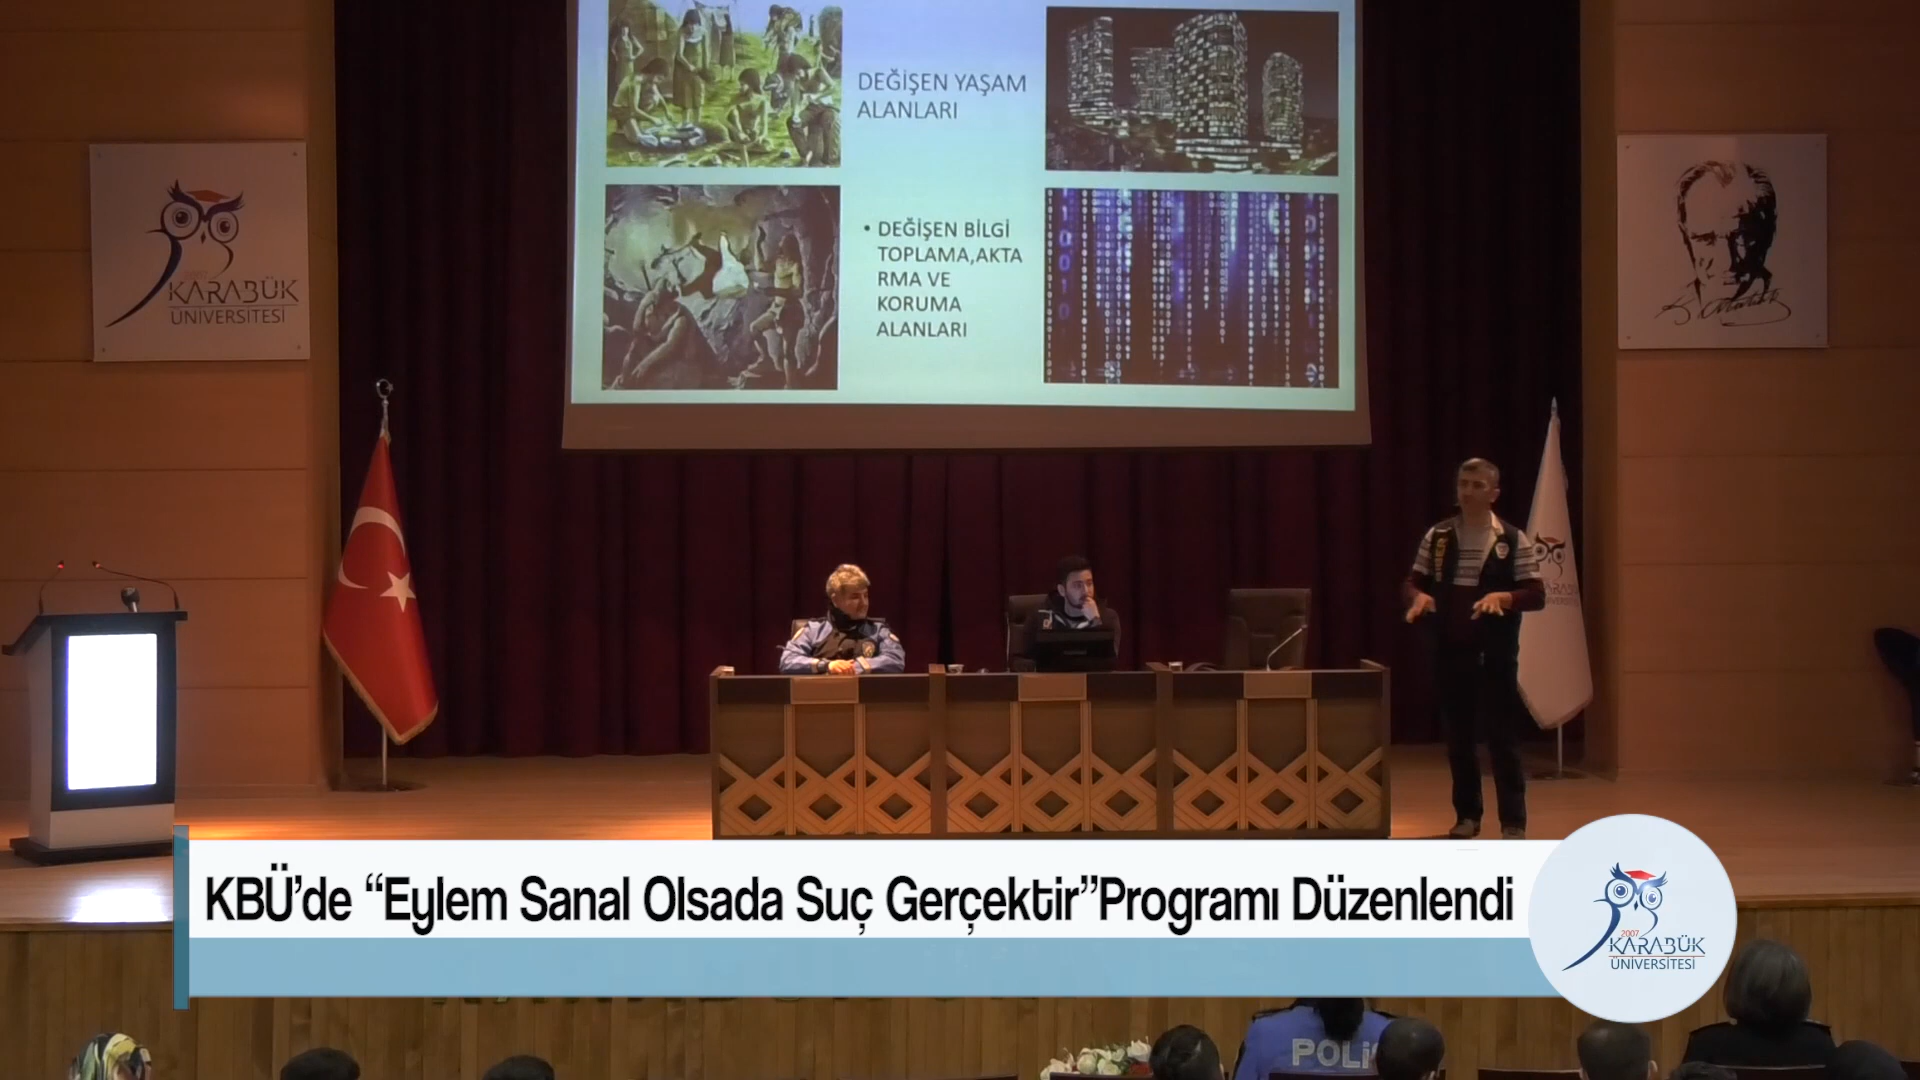 DEĞİŞEN YAŞAM
ALANLARI
• DEĞİŞEN BİLGİ
TOPLAMA,AKTA
RMA VE
KORUMA
ALANLARI
KARABÜK
ÜNİVERSİTESİ
KBÜ'de “Eylem Sanal Olsada Suç Gerçektir”Programı Düzenlendi
2007
KARABÜK
ÜNİVERSİTESİ
POLİS